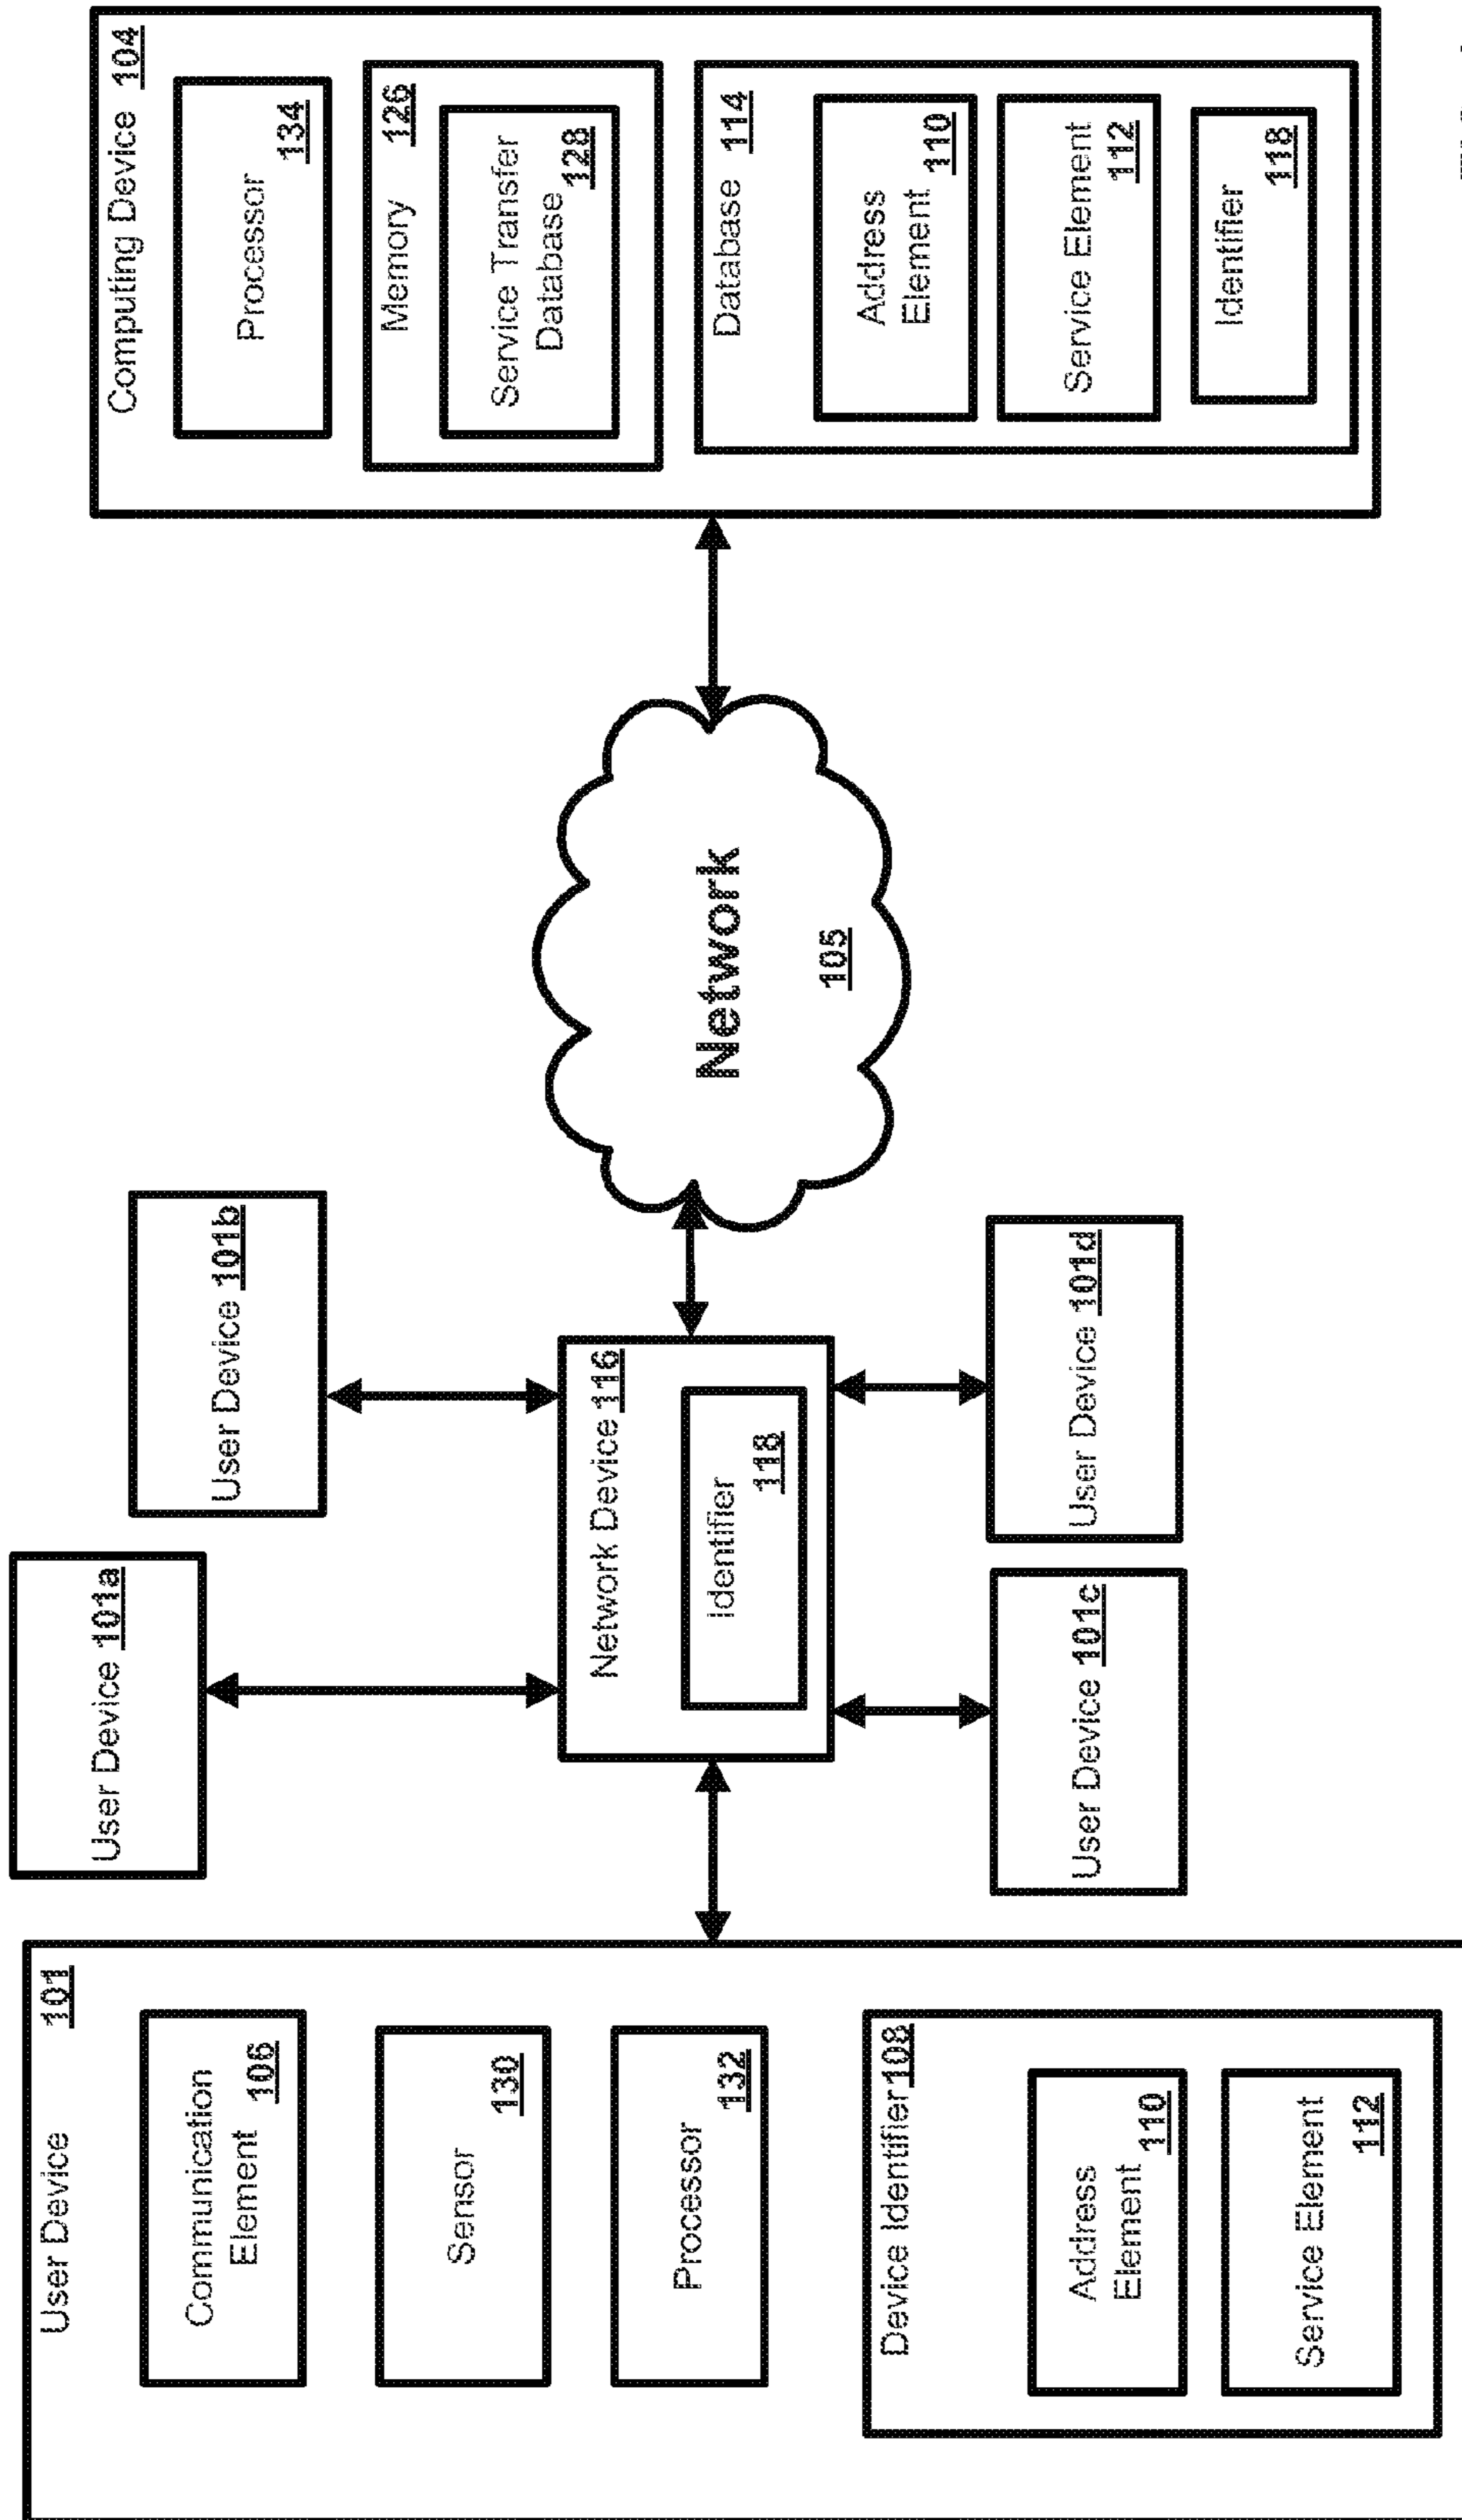 User Device 101
Communication
Element 106
Sensor
130
Processor
132
Device Identifier 108
Address
Element 110
Service Element
112
User Device 101a
User Device 101b
Network Device 116
Identifier
118
User Device 101c
User Device 101d
Network
105
Computing Device 104
Processor
134
Memory 126
Service Transfer
Database 128
Database 114
Address
Element 110
Service Element
112
Identifier
118